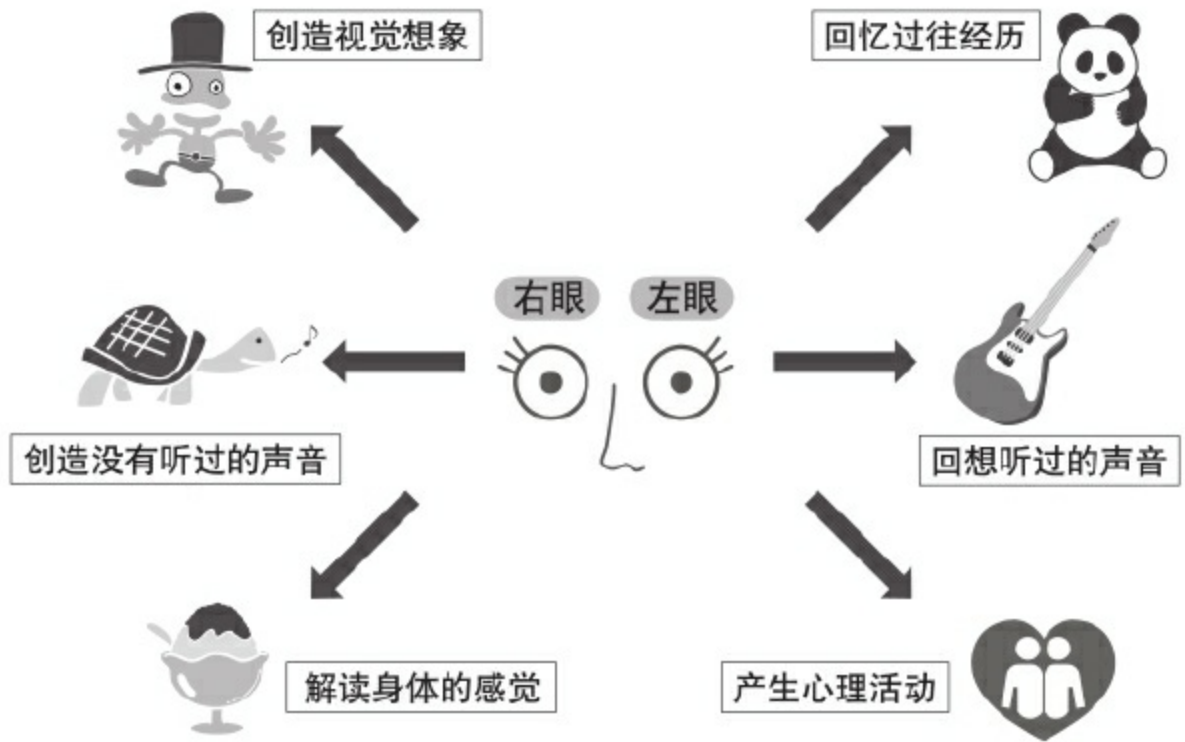 创造视觉想象
回忆过往经历
右眼
左眼
创造没有听过的声音
回想听过的声音
解读身体的感觉
产生心理活动